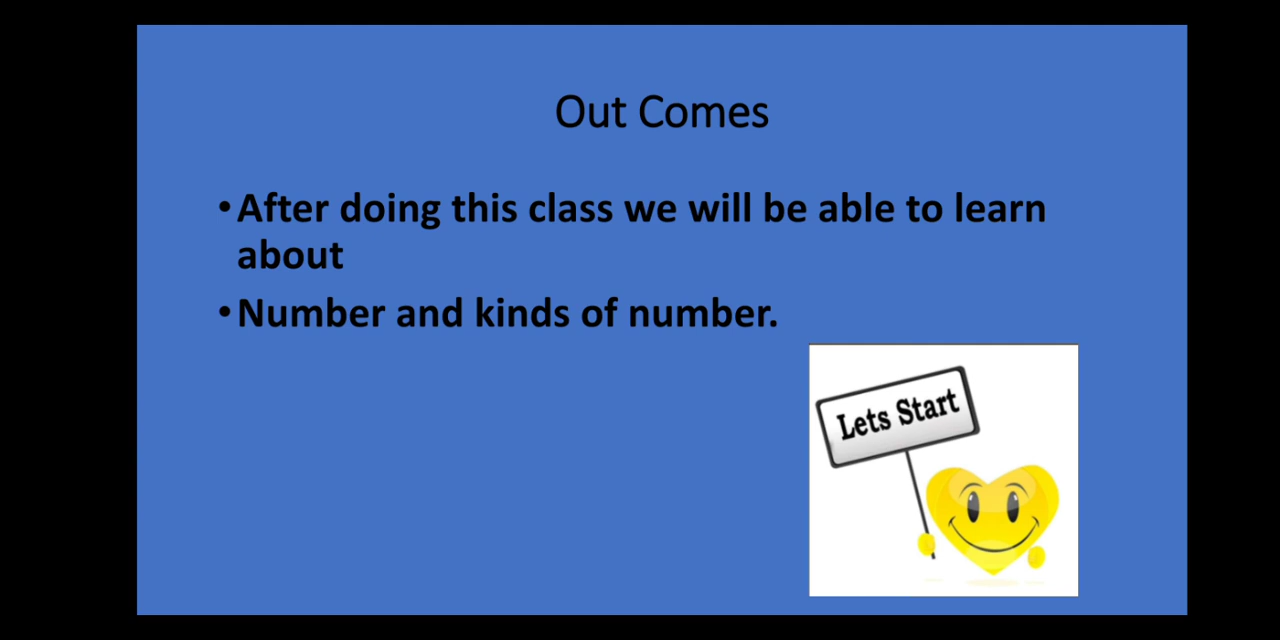 Out Comes
•After doing this class we will be able to learn
about
•Number and kinds of number.
Lets Start